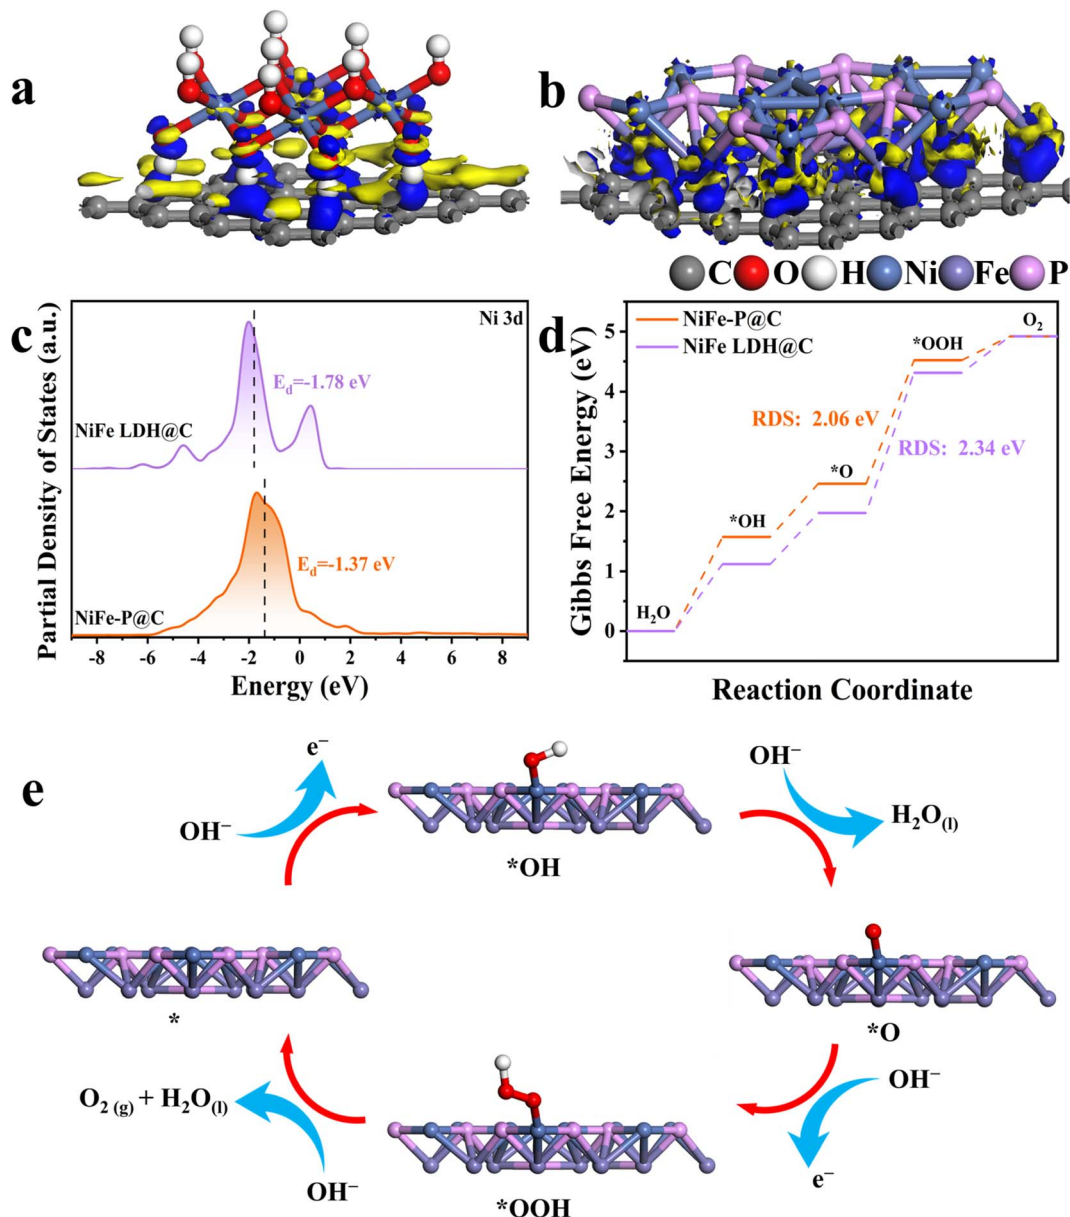 a
b
C O H Ni Fe P
c
Ni 3d
E_d=-1.78 eV
NiFe LDH@C
E_d=-1.37 eV
NiFe-P@C
Partial Density of States (a.u.)
-8 -6 -4 -2 0 2 4 6 8
Energy (eV)
d
NiFe-P@C
NiFe LDH@C
O₂
*OOH
RDS: 2.06 eV
RDS: 2.34 eV
*O
*OH
H₂O
5
4
3
2
1
0
Gibbs Free Energy (eV)
Reaction Coordinate
e
e⁻
OH⁻
OH⁻
H₂O(l)
*OH
*
*O
O₂ (g) + H₂O(l)
OH⁻
OH⁻
e⁻
*OOH